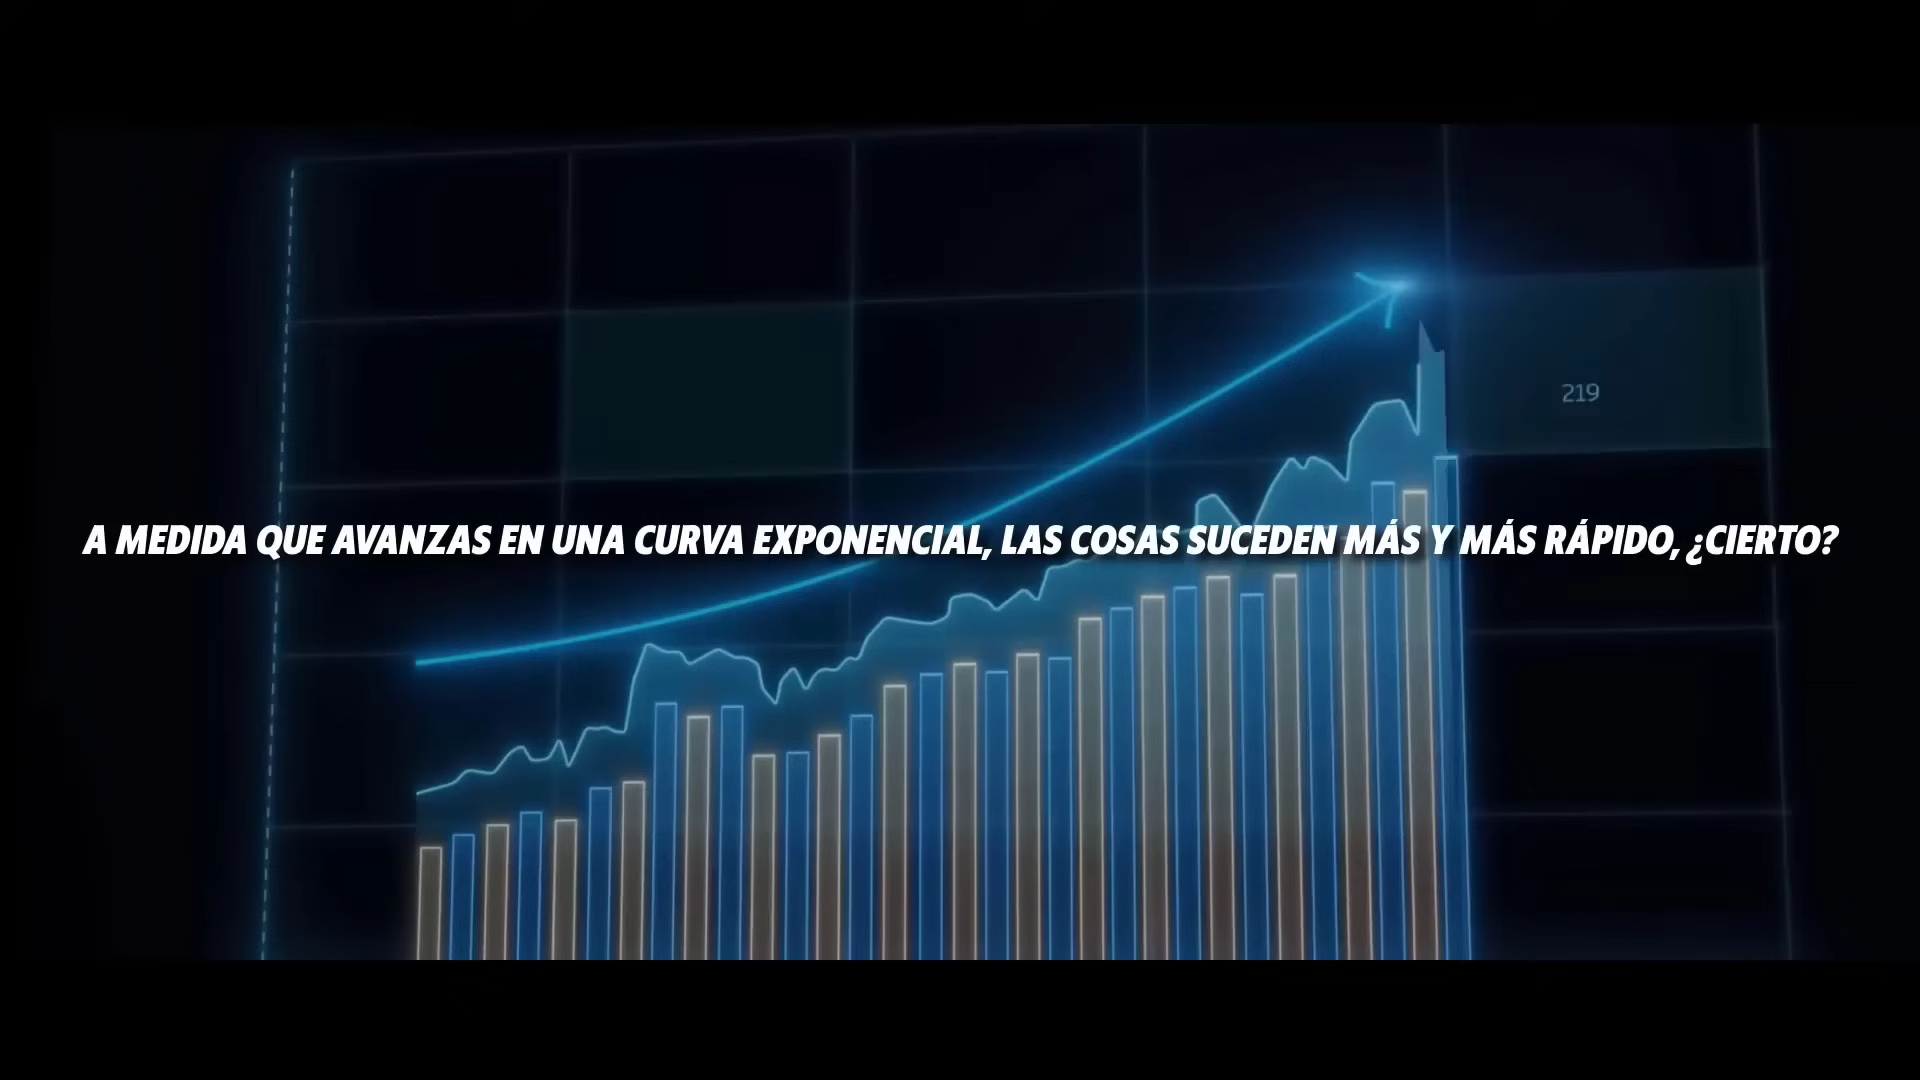 219
A MEDIDA QUE AVANZAS EN UNA CURVA EXPONENCIAL, LAS COSAS SUCEDEN MÁS Y MÁS RÁPIDO, ¿CIERTO?